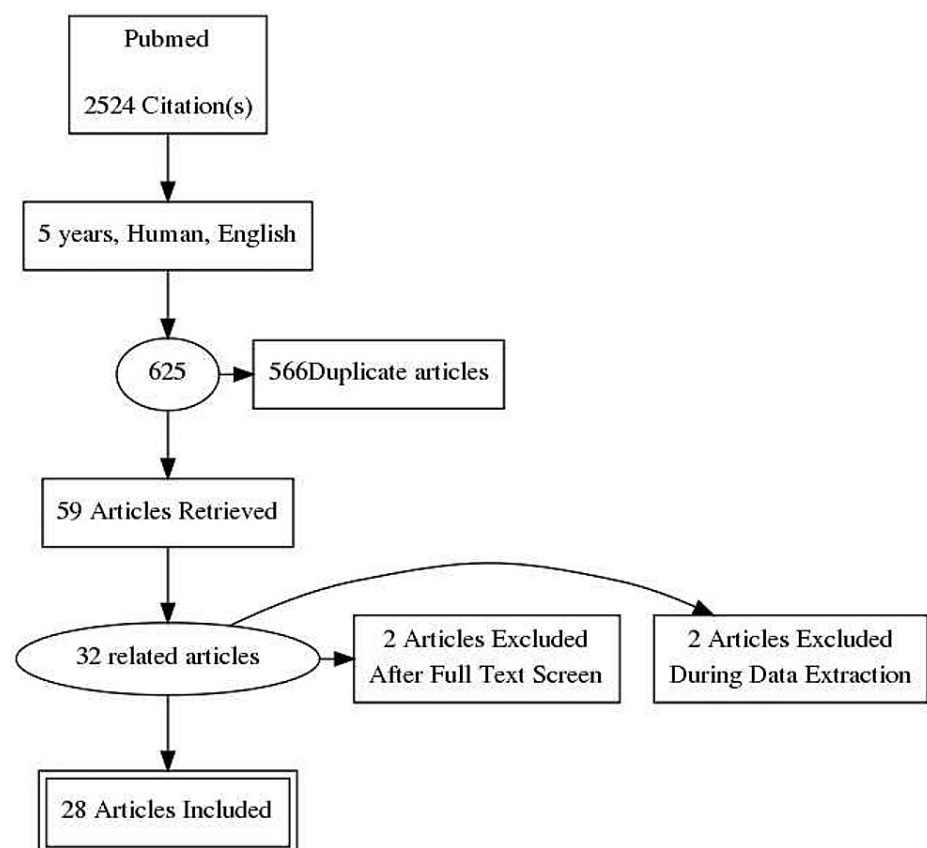 Pubmed
2524 Citation(s)
5 years, Human, English
625
566Duplicate articles
59 Articles Retrieved
32 related articles
2 Articles Excluded
After Full Text Screen
2 Articles Excluded
During Data Extraction
28 Articles Included